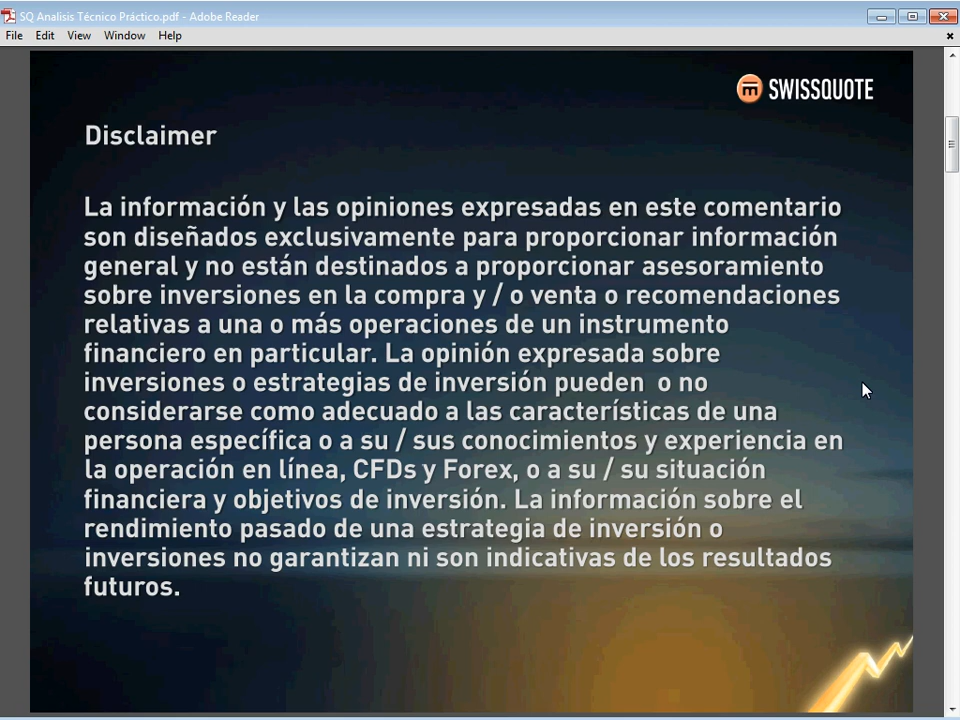 SQ Analisis Técnico Práctico.pdf - Adobe Reader
File Edit View Window Help
SWISSQUOTE
Disclaimer
La información y las opiniones expresadas en este comentario
son diseñados exclusivamente para proporcionar información
general y no están destinados a proporcionar asesoramiento
sobre inversiones en la compra y / o venta o recomendaciones
relativas a una o más operaciones de un instrumento
financiero en particular. La opinión expresada sobre
inversiones o estrategias de inversión pueden  o no
considerarse como adecuado a las características de una
persona específica o a su / sus conocimientos y experiencia en
la operación en línea, CFDs y Forex, o a su / su situación
financiera y objetivos de inversión. La información sobre el
rendimiento pasado de una estrategia de inversión o
inversiones no garantizan ni son indicativas de los resultados
futuros.